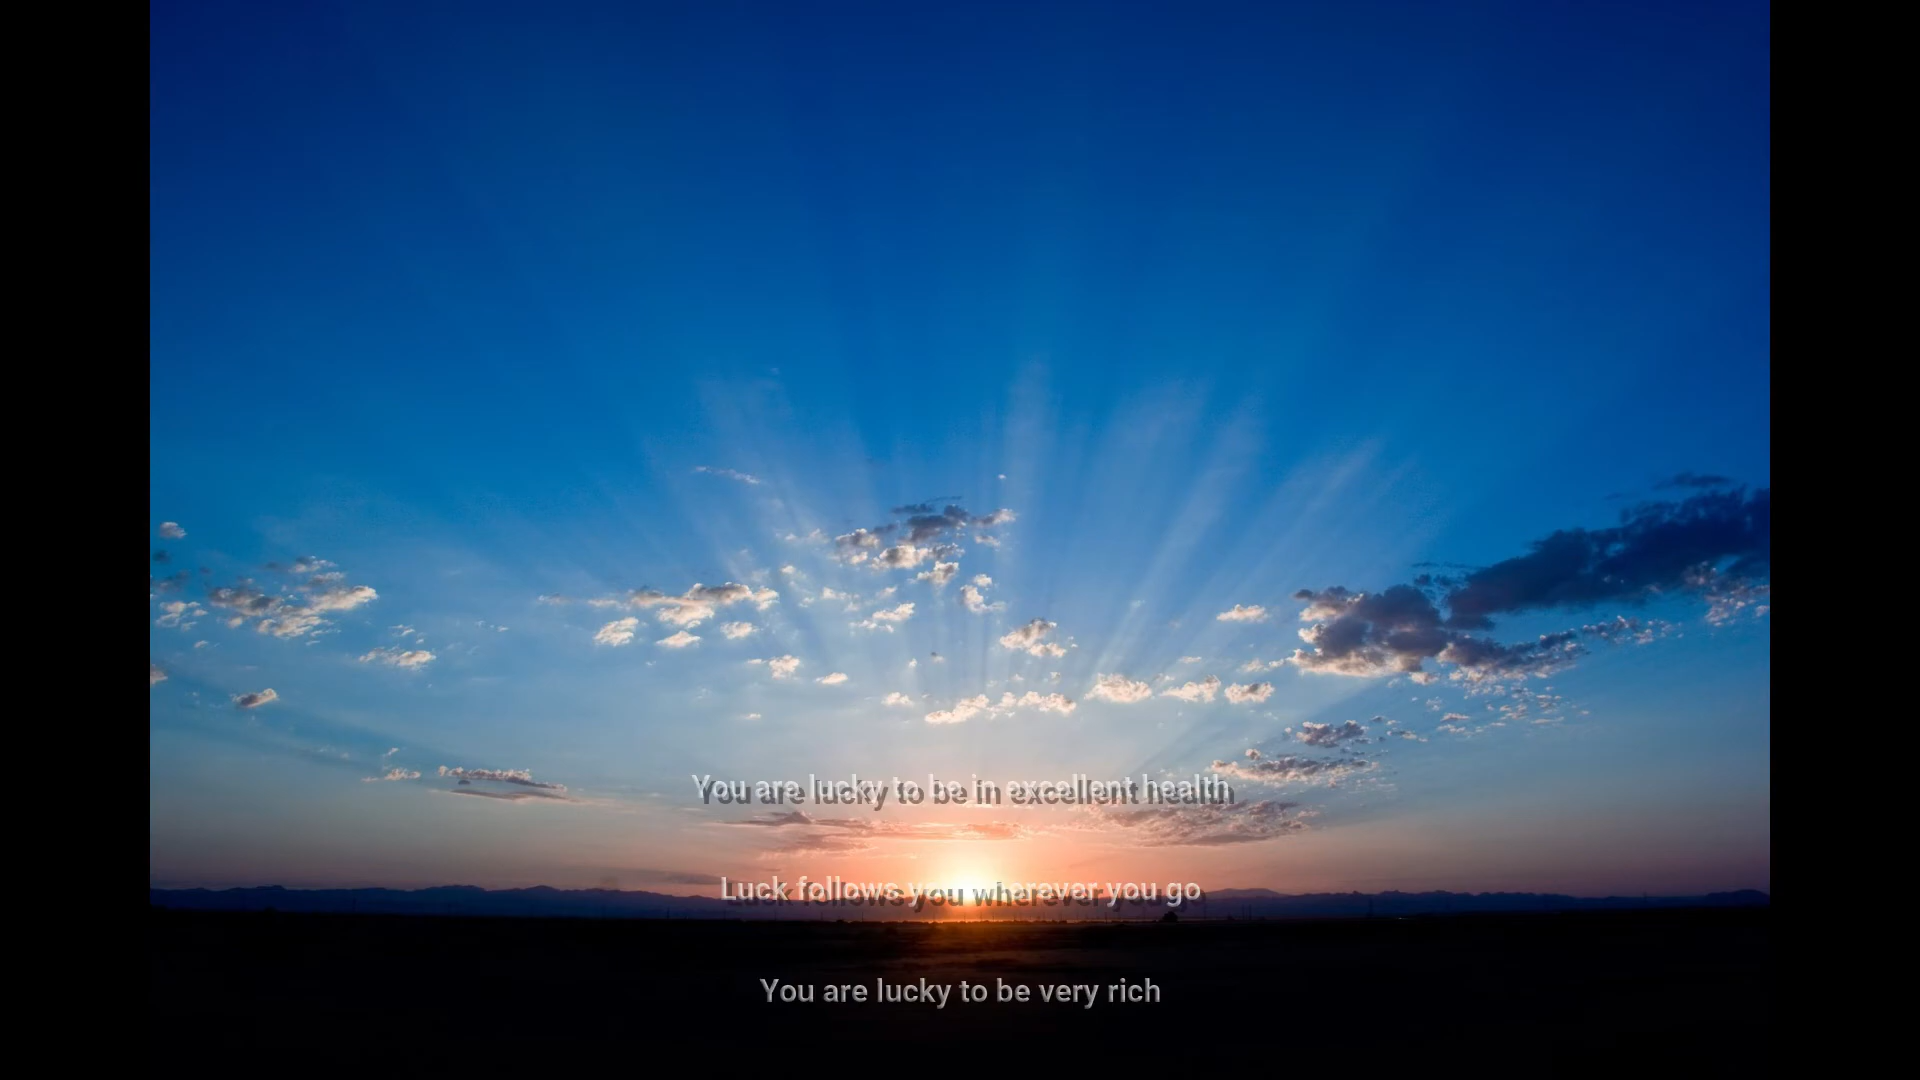 You are lucky to be in excellent health
Luck follows you wherever you go
You are lucky to be very rich